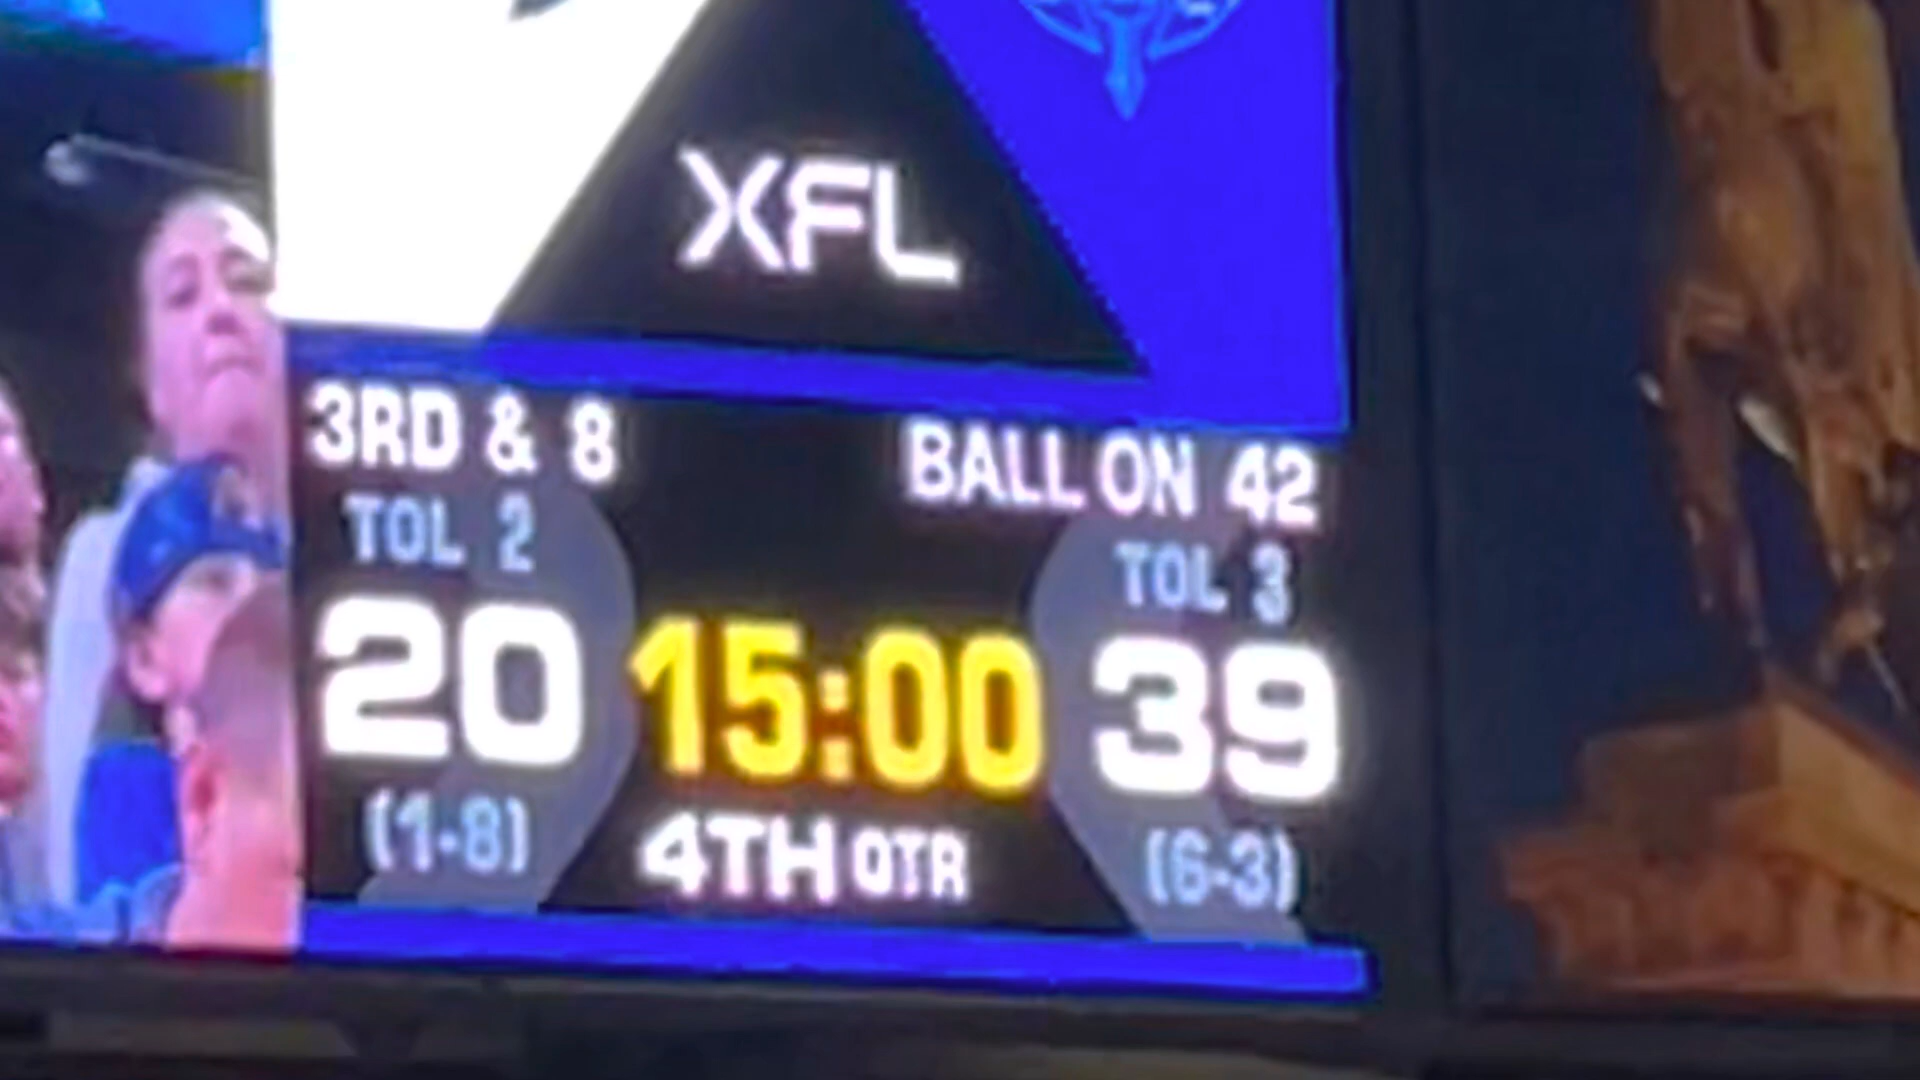 XFL
3RD & 8
BALL ON 42
TOL 2
TOL 3
20
15:00
39
(1-8)
4TH QTR
(6-3)